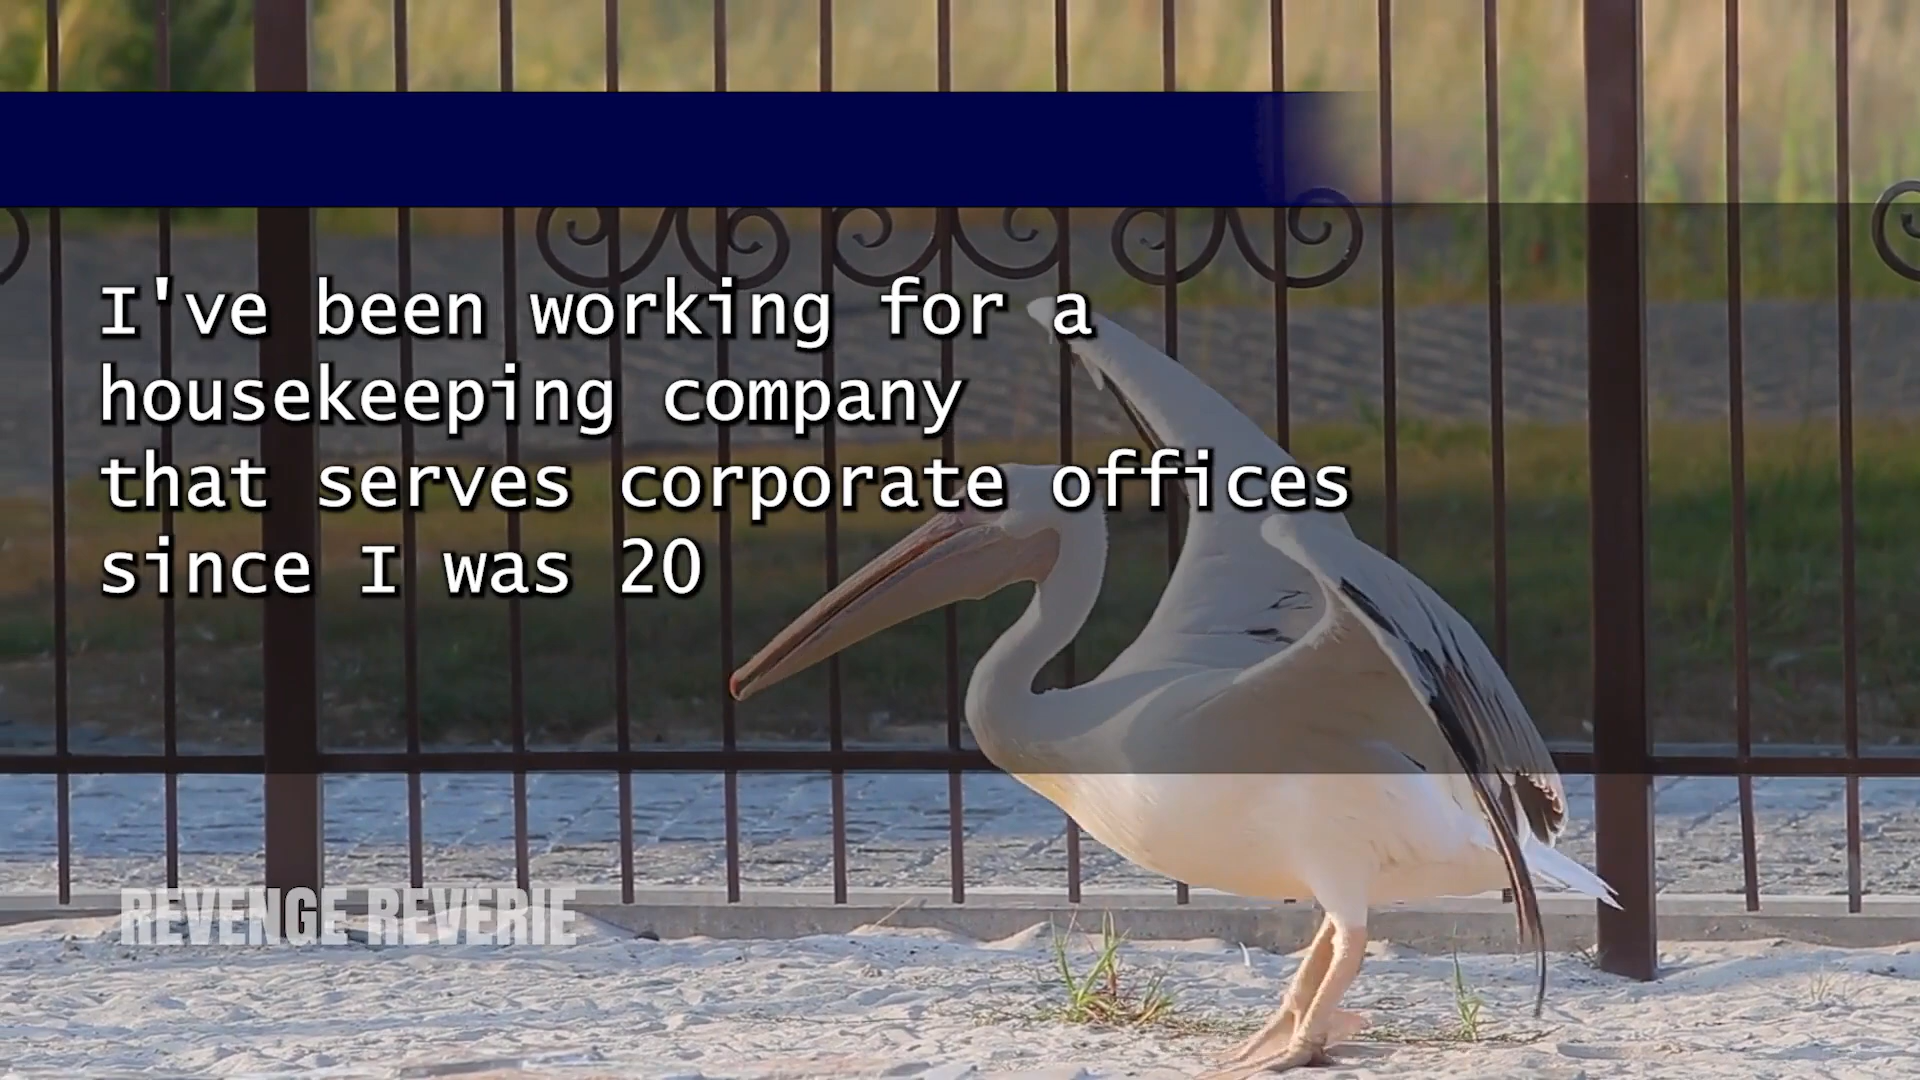 I've been working for a
housekeeping company
that serves corporate offices
since I was 20
REVENGE REVERIE